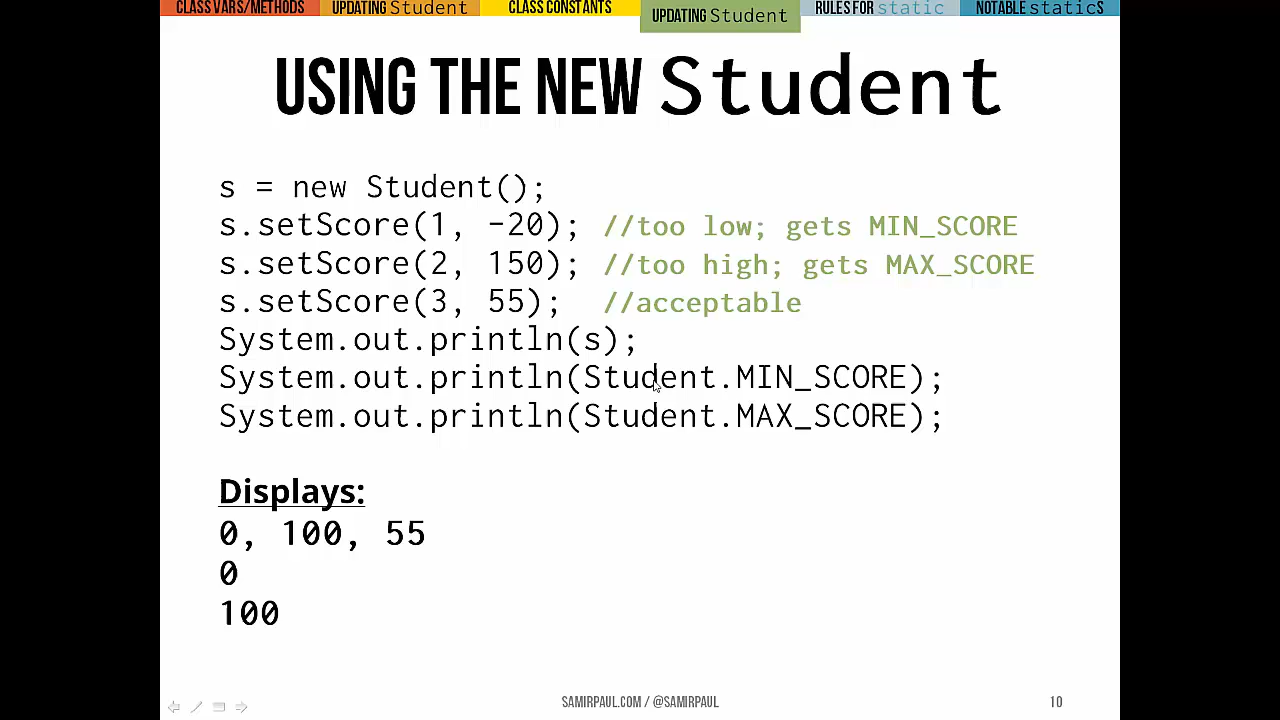 CLASS VARS/METHODS
UPDATING Student
CLASS CONSTANTS
UPDATING Student
RULES FOR static
NOTABLE staticS
USING THE NEW Student
s = new Student();
s.setScore(1, -20); //too low; gets MIN_SCORE
s.setScore(2, 150); //too high; gets MAX_SCORE
s.setScore(3, 55); //acceptable
System.out.println(s);
System.out.println(Student.MIN_SCORE);
System.out.println(Student.MAX_SCORE);
Displays:
0, 100, 55
0
100
SAMIRPAUL.COM / @SAMIRPAUL
10